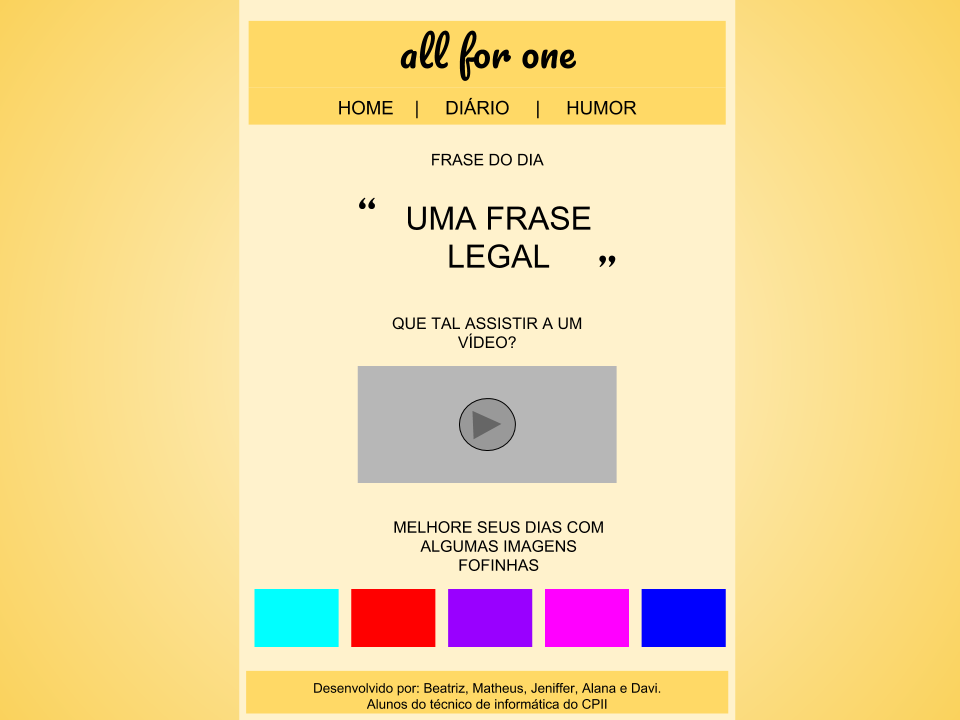 all for one
HOME | DIÁRIO | HUMOR
FRASE DO DIA
“ UMA FRASE
LEGAL ”
QUE TAL ASSISTIR A UM
VÍDEO?
MELHORE SEUS DIAS COM
ALGUMAS IMAGENS
FOFINHAS
Desenvolvido por: Beatriz, Matheus, Jeniffer, Alana e Davi.
Alunos do técnico de informática do CPII